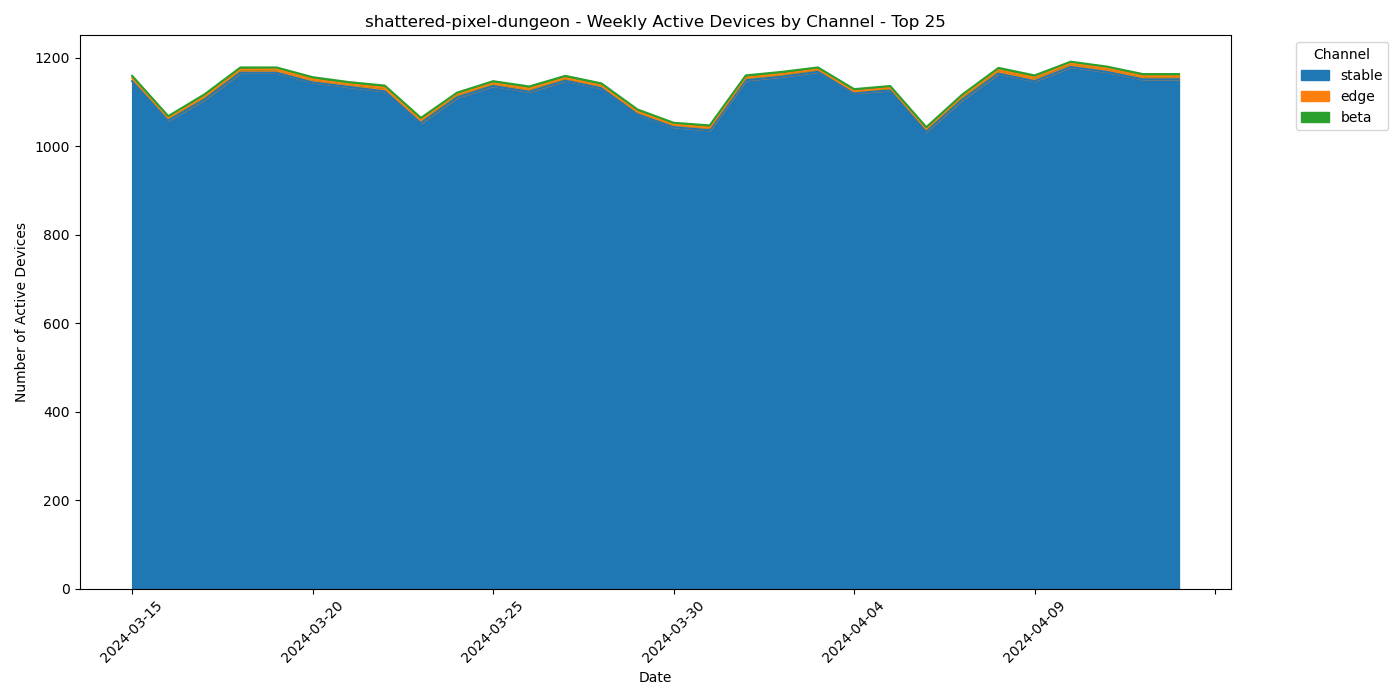 shattered-pixel-dungeon - Weekly Active Devices by Channel - Top 25
Number of Active Devices
1200
1000
800
600
400
200
0
2024-03-15
2024-03-20
2024-03-25
2024-03-30
2024-04-04
2024-04-09
Date
Channel
stable
edge
beta